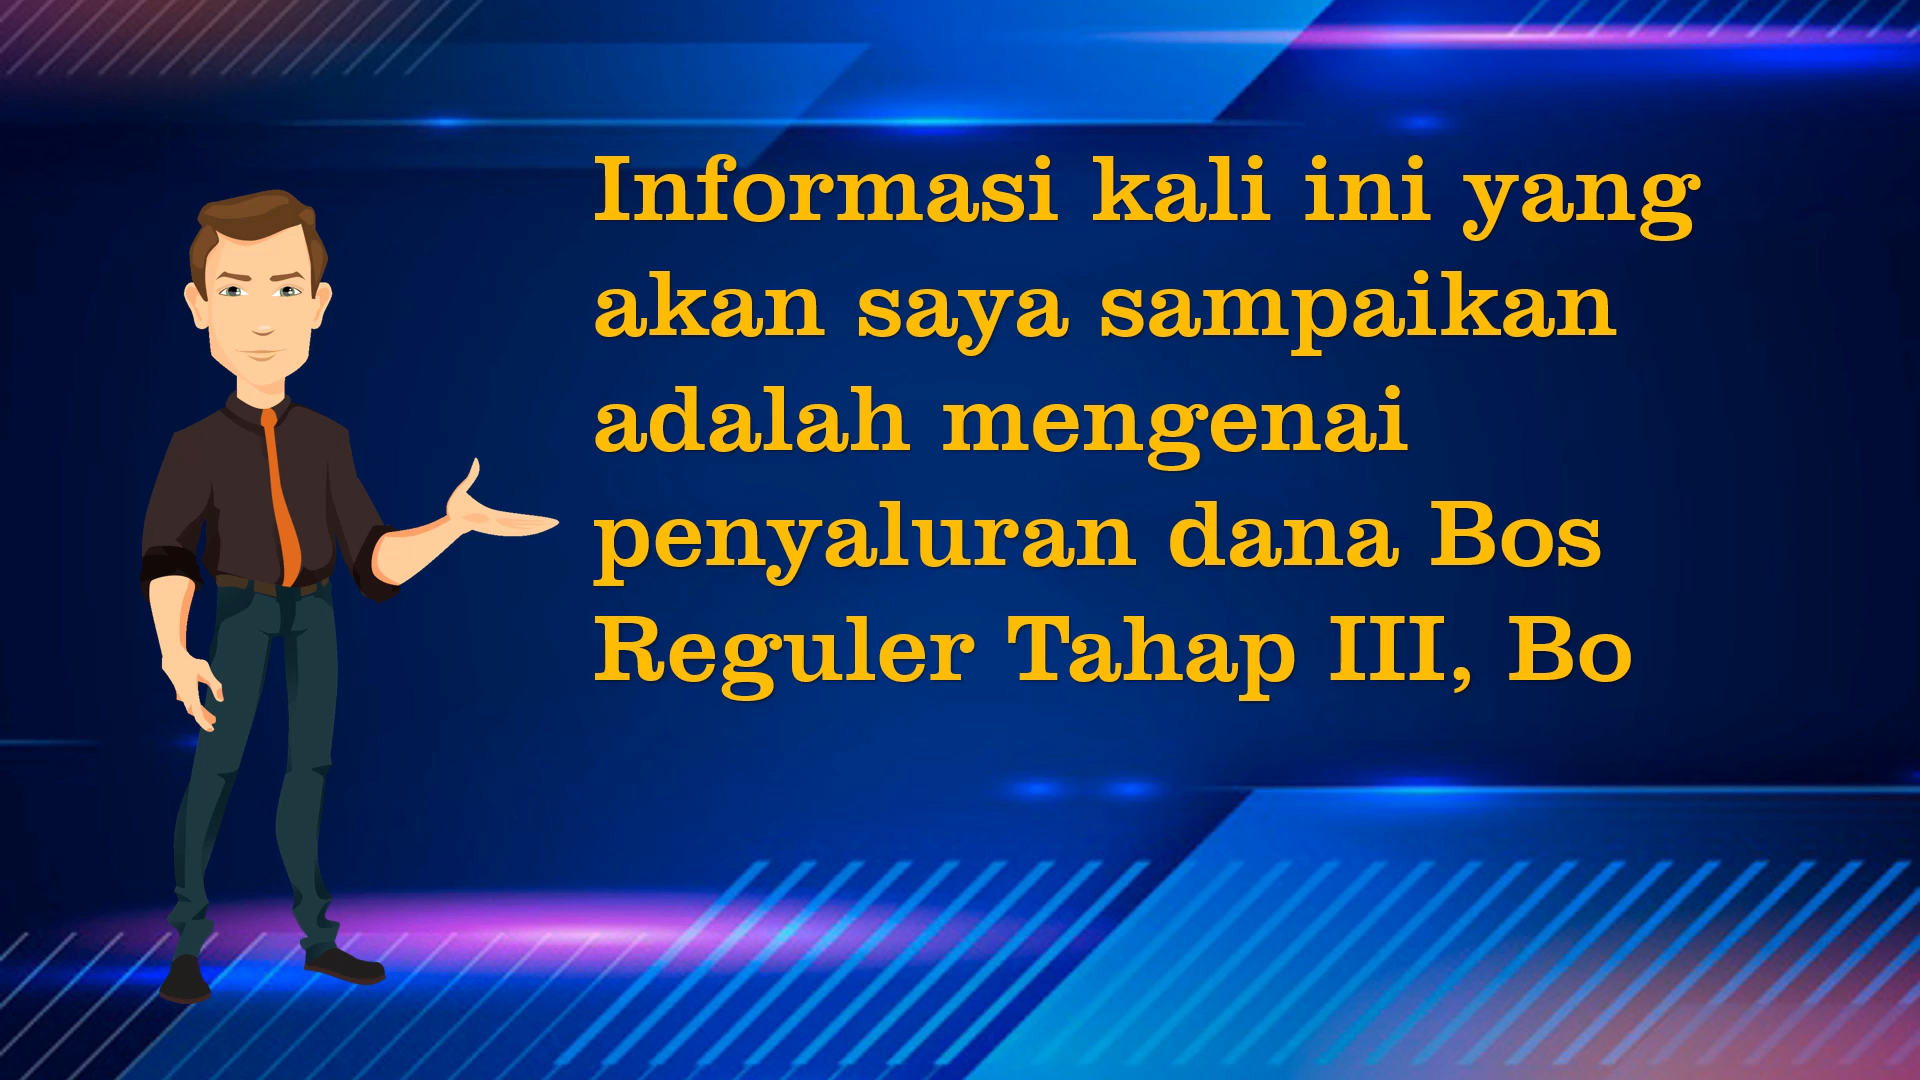 Informasi kali ini yang
akan saya sampaikan
adalah mengenai
penyaluran dana Bos
Reguler Tahap III, Bo